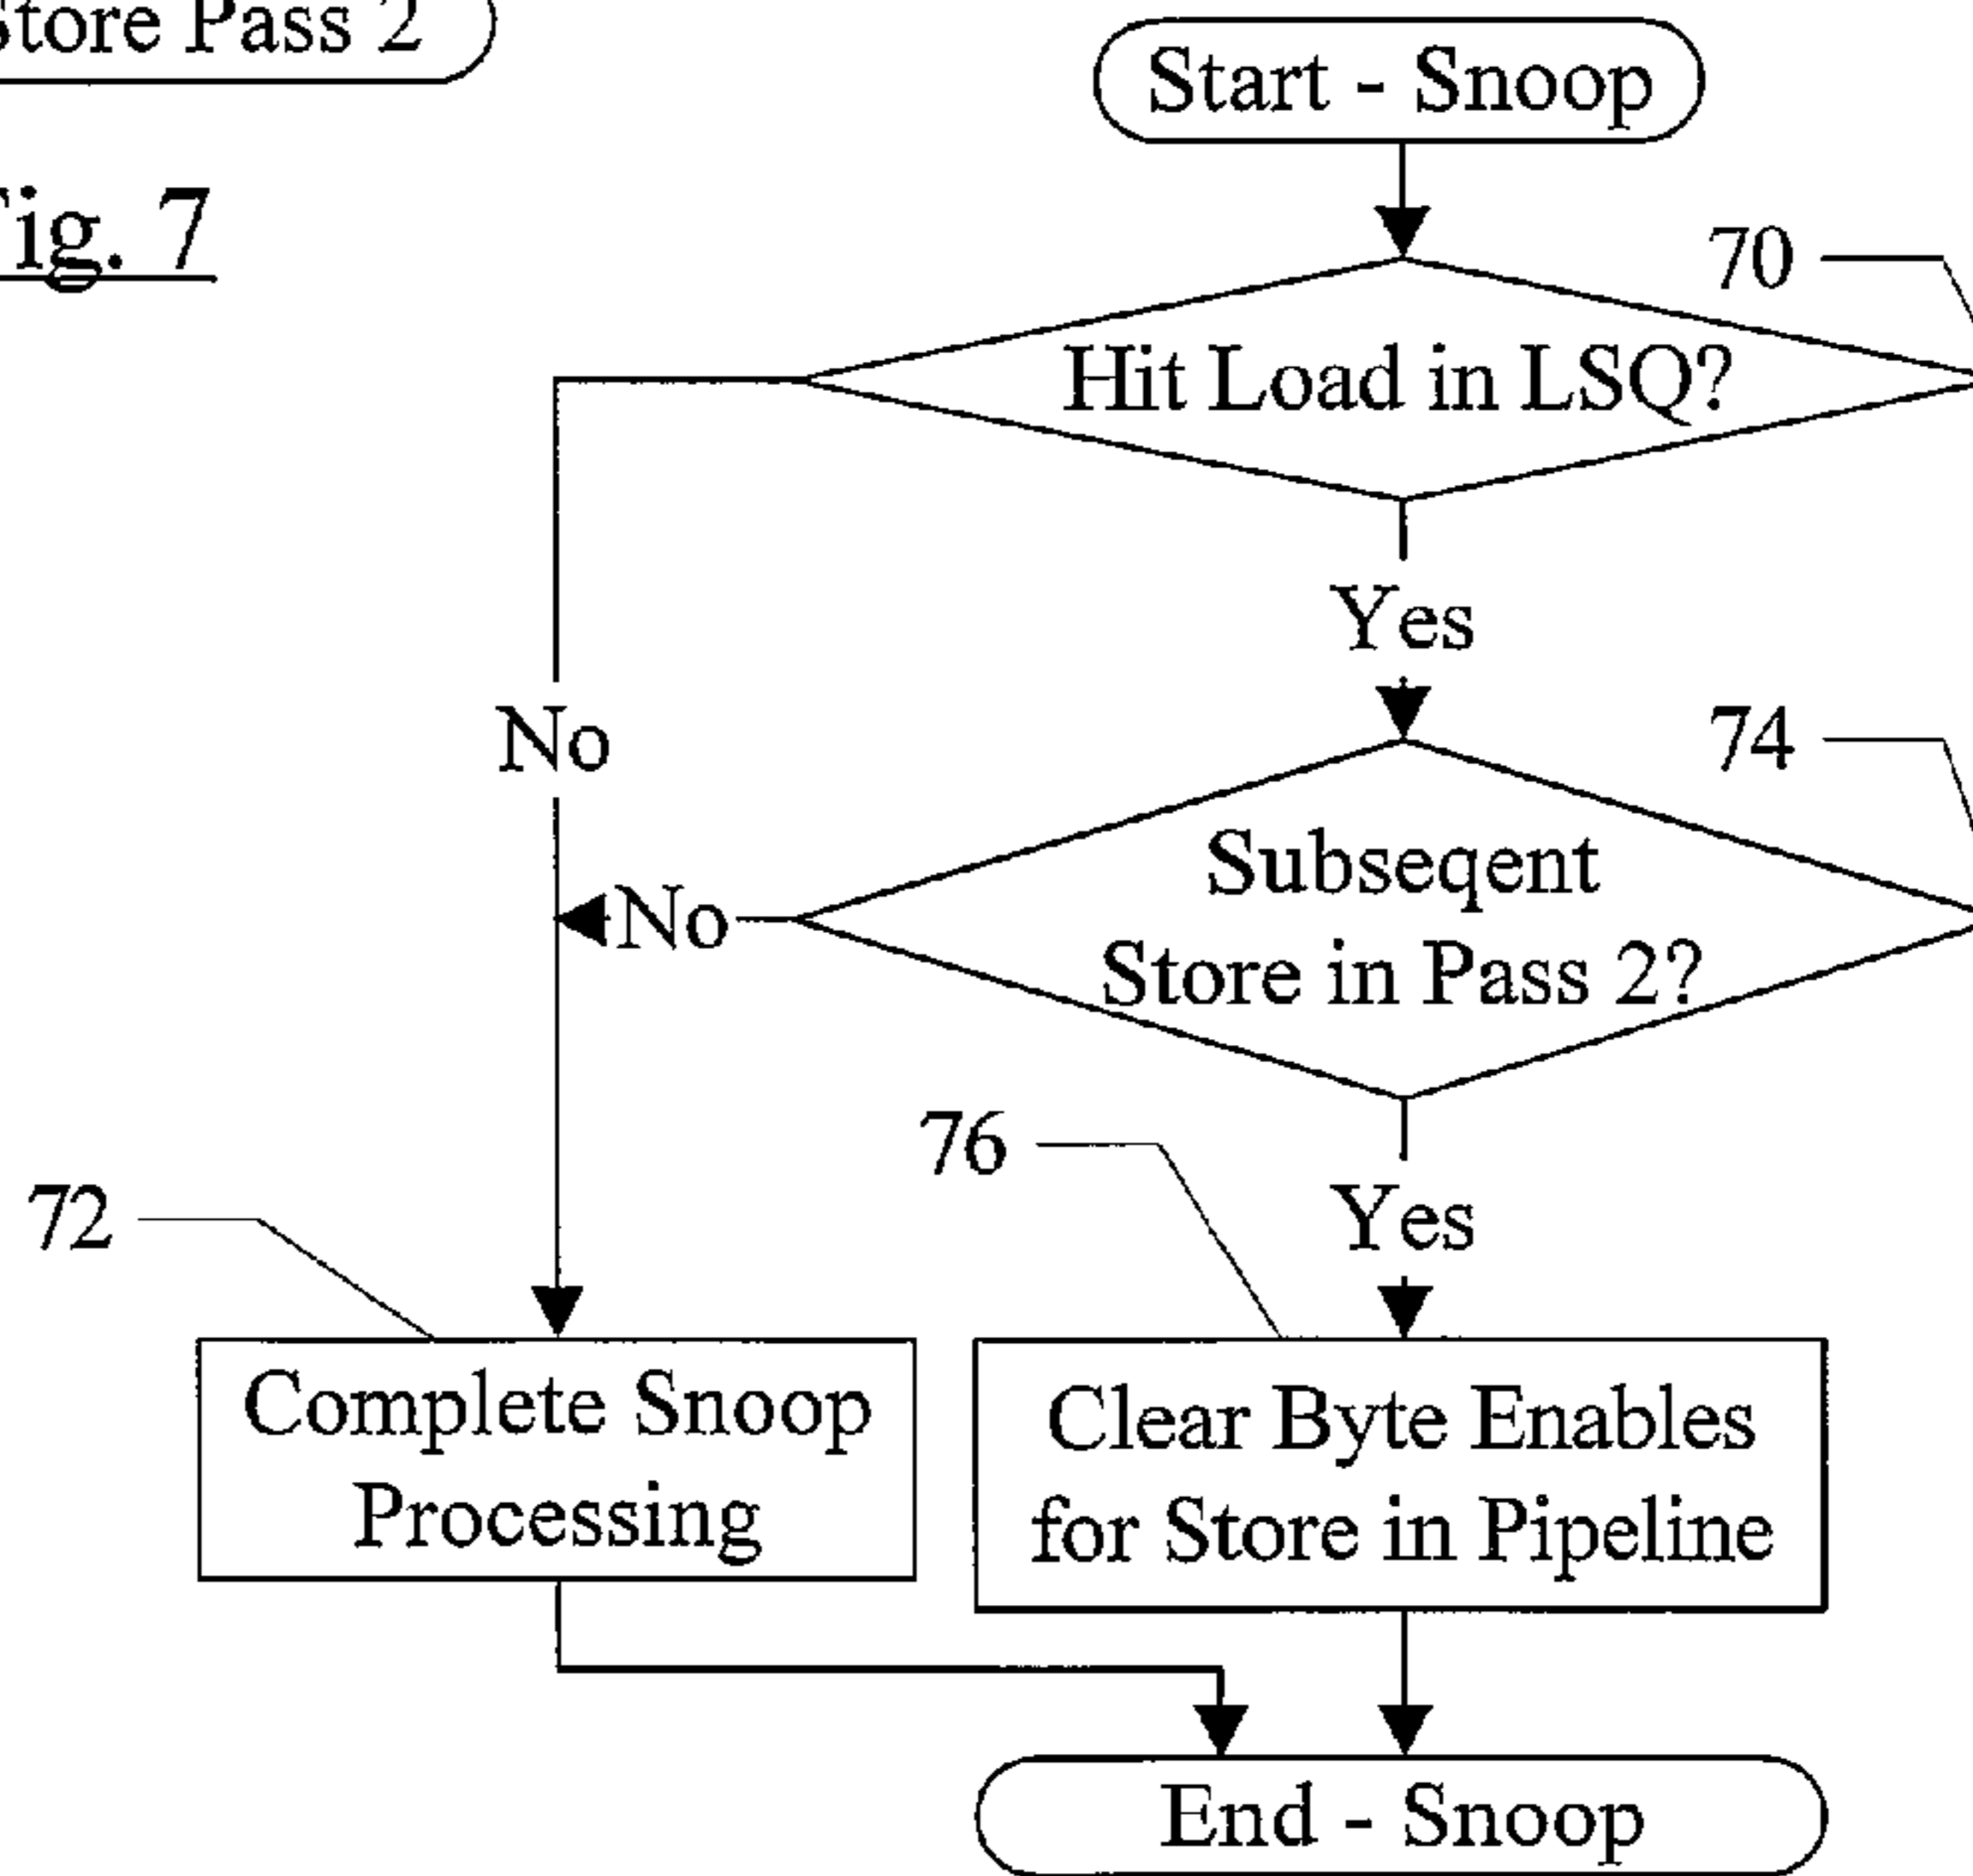 Store Pass 2
Fig. 7
Start - Snoop
70
Hit Load in LSQ?
Yes
No
74
Subseqent
Store in Pass 2?
No
76
Yes
72
Complete Snoop
Processing
Clear Byte Enables
for Store in Pipeline
End - Snoop